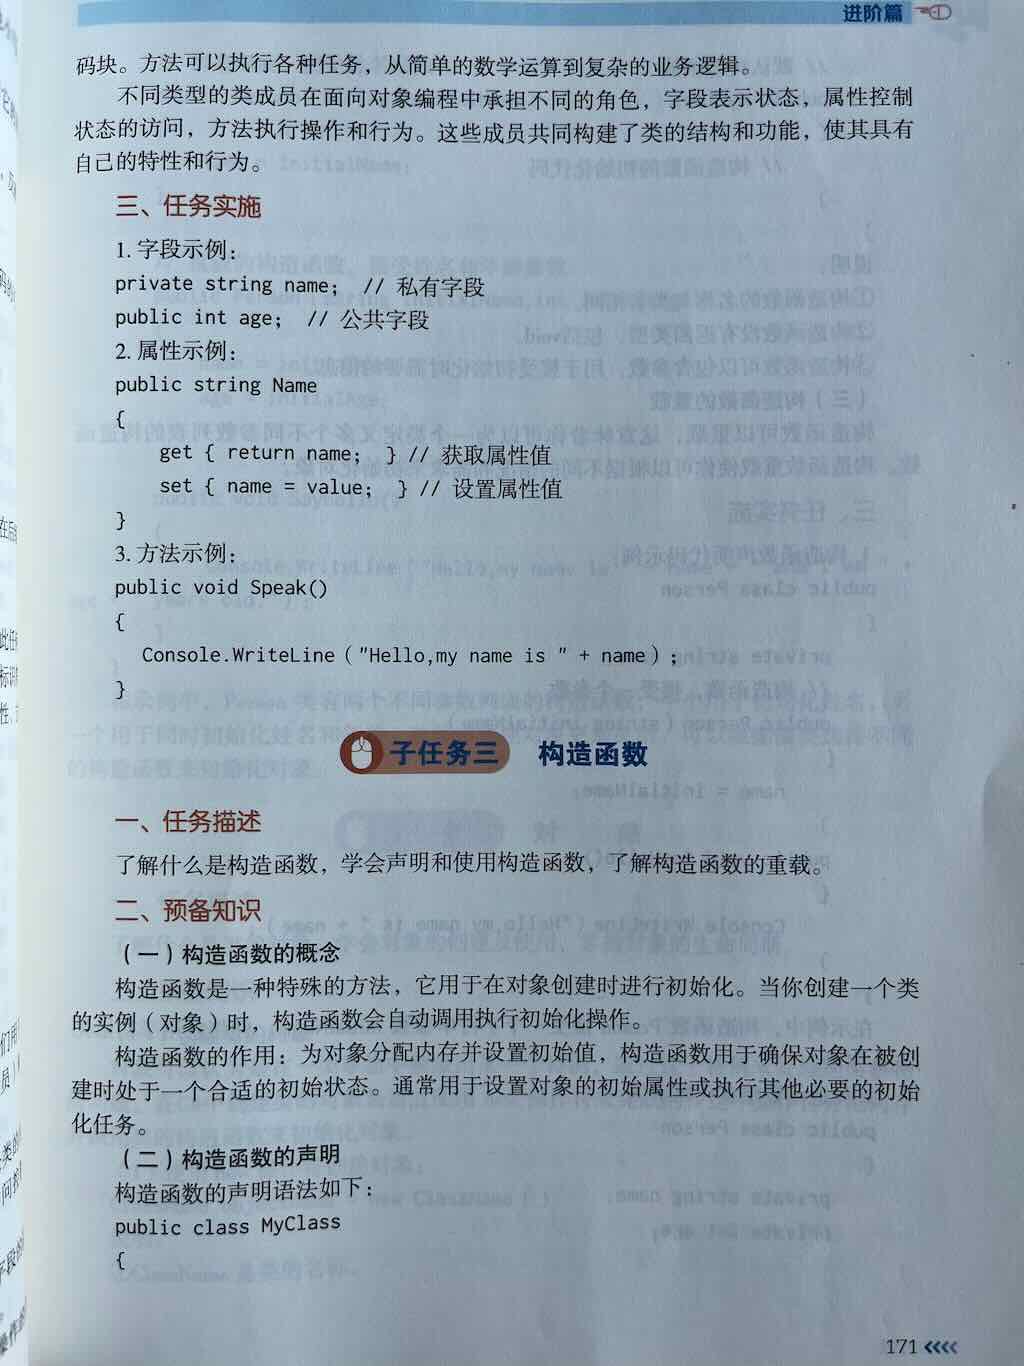 进阶篇
码块。方法可以执行各种任务，从简单的数学运算到复杂的业务逻辑。
不同类型的类成员在面向对象编程中承担不同的角色，字段表示状态，属性控制
状态的访问，方法执行操作和行为。这些成员共同构建了类的结构和功能，使其具有
自己的特性和行为。
三、任务实施
1. 字段示例：
private string name； // 私有字段
public int age； // 公共字段
2. 属性示例：
public string Name
{
get { return name； } // 获取属性值
set { name = value； } // 设置属性值
}
3. 方法示例：
public void Speak()
{
Console.WriteLine（"Hello,my name is " + name）；
}
子任务三 构造函数
一、任务描述
了解什么是构造函数，学会声明和使用构造函数，了解构造函数的重载。
二、预备知识
（一）构造函数的概念
构造函数是一种特殊的方法，它用于在对象创建时进行初始化。当你创建一个类
的实例（对象）时，构造函数会自动调用执行初始化操作。
构造函数的作用：为对象分配内存并设置初始值，构造函数用于确保对象在被创
建时处于一个合适的初始状态。通常用于设置对象的初始属性或执行其他必要的初始
化任务。
（二）构造函数的声明
构造函数的声明语法如下：
public class MyClass
{
171